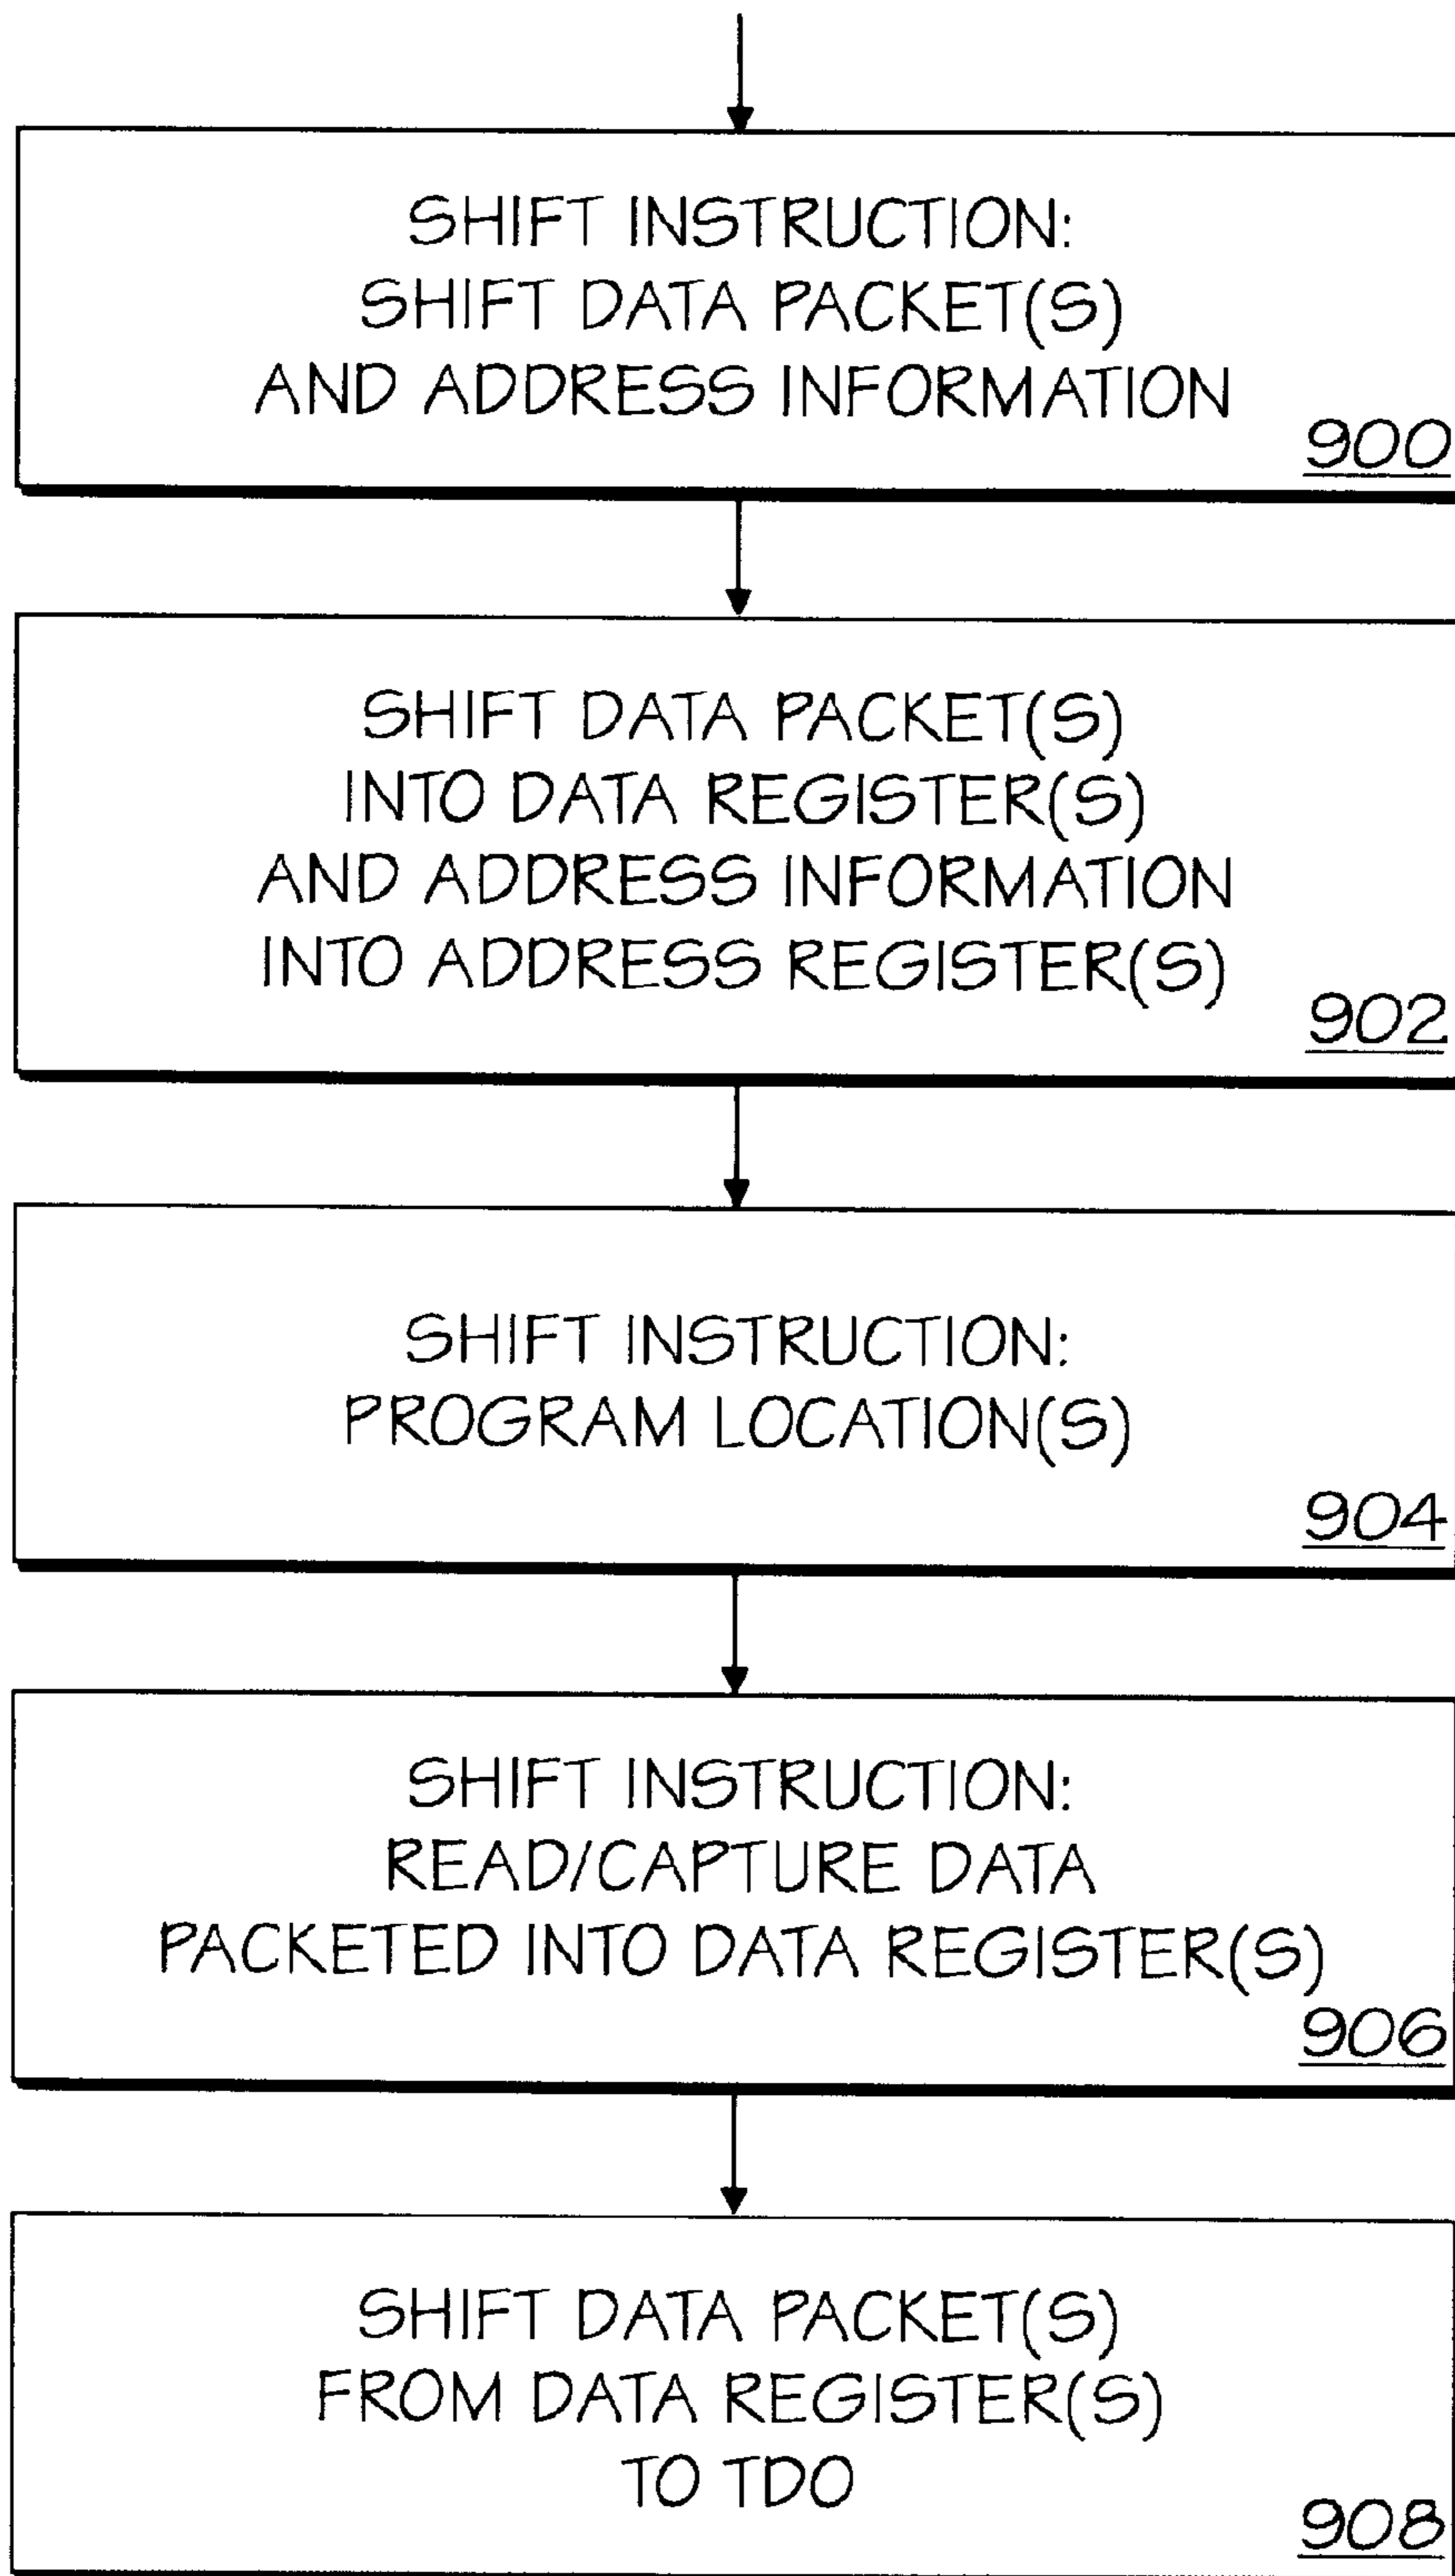 SHIFT INSTRUCTION:
SHIFT DATA PACKET(S)
AND ADDRESS INFORMATION
900
SHIFT DATA PACKET(S)
INTO DATA REGISTER(S)
AND ADDRESS INFORMATION
INTO ADDRESS REGISTER(S)
902
SHIFT INSTRUCTION:
PROGRAM LOCATION(S)
904
SHIFT INSTRUCTION:
READ/CAPTURE DATA
PACKETED INTO DATA REGISTER(S)
906
SHIFT DATA PACKET(S)
FROM DATA REGISTER(S)
TO TDO
908